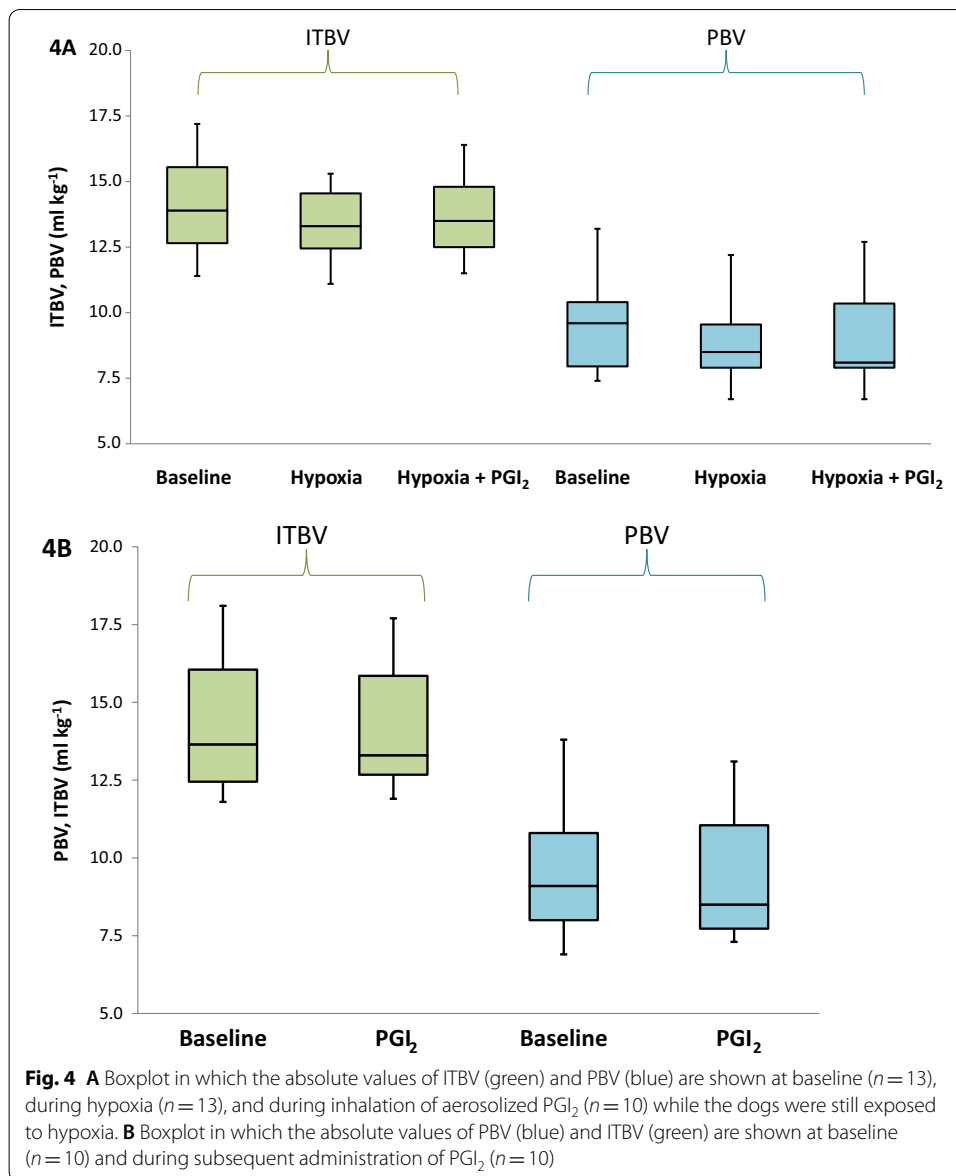 4A
ITBV
PBV
20.0
17.5
15.0
12.5
10.0
7.5
5.0
ITBV, PBV (ml kg⁻¹)
Baseline Hypoxia Hypoxia + PGI₂ Baseline Hypoxia Hypoxia + PGI₂
4B
ITBV
PBV
20.0
17.5
15.0
12.5
10.0
7.5
5.0
PBV, ITBV (ml kg⁻¹)
Baseline PGI₂ Baseline PGI₂
Fig. 4 A Boxplot in which the absolute values of ITBV (green) and PBV (blue) are shown at baseline (n = 13),
during hypoxia (n = 13), and during inhalation of aerosolized PGI₂ (n = 10) while the dogs were still exposed
to hypoxia. B Boxplot in which the absolute values of PBV (blue) and ITBV (green) are shown at baseline
(n = 10) and during subsequent administration of PGI₂ (n = 10)